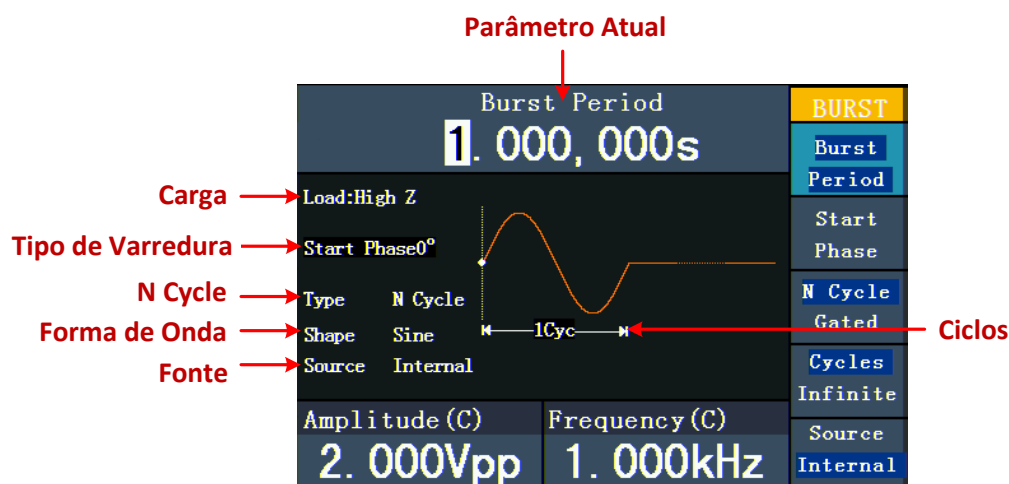 Parâmetro Atual
Burst Period
1.000,000s
Carga
Load:High Z
Tipo de Varredura
Start Phase0°
N Cycle
Type N Cycle
Forma de Onda
Shape Sine
Fonte
Source Internal
1Cyc
Ciclos
Amplitude(C)
2.000Vpp
Frequency(C)
1.000kHz
BURST
Burst
Period
Start
Phase
N Cycle
Gated
Cycles
Infinite
Source
Internal